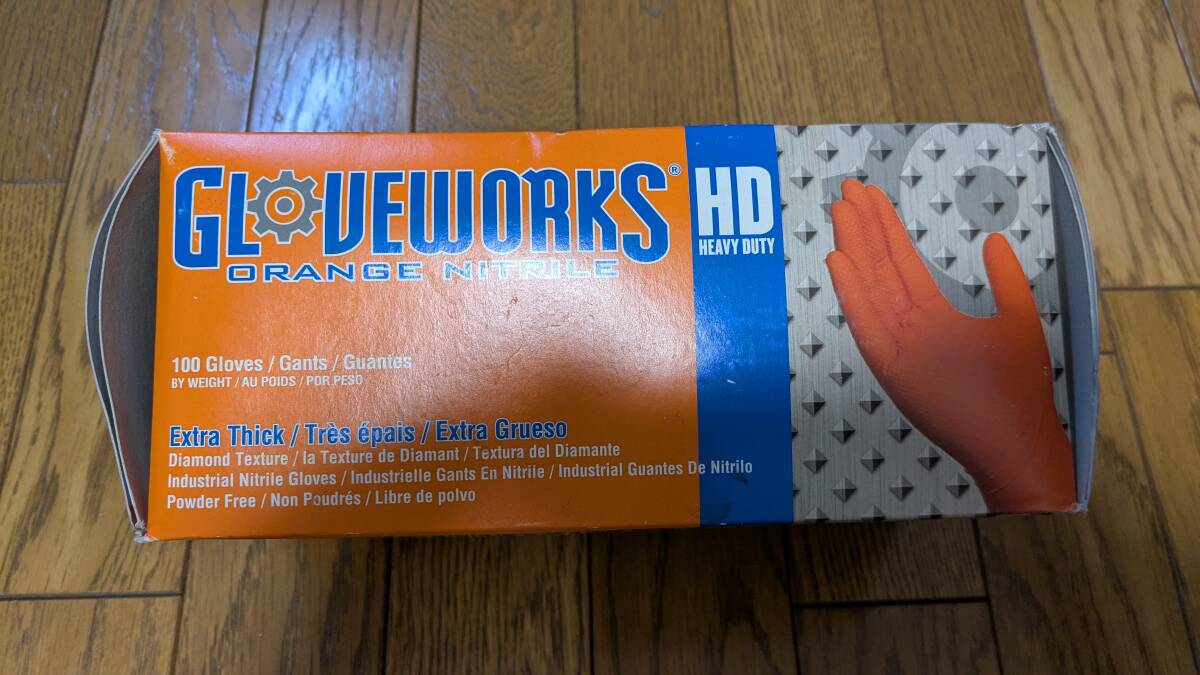 GLOVEWORKS®
ORANGE NITRILE
HD
HEAVY DUTY
100 Gloves / Gants / Guantes
BY WEIGHT / AU POIDS / POR PESO
Extra Thick / Très épais / Extra Grueso
Diamond Texture / la Texture de Diamant / Textura del Diamante
Industrial Nitrile Gloves / Industrielle Gants En Nitriie / Industrial Guantes De Nitrilo
Powder Free / Non Poudrés / Libre de polvo